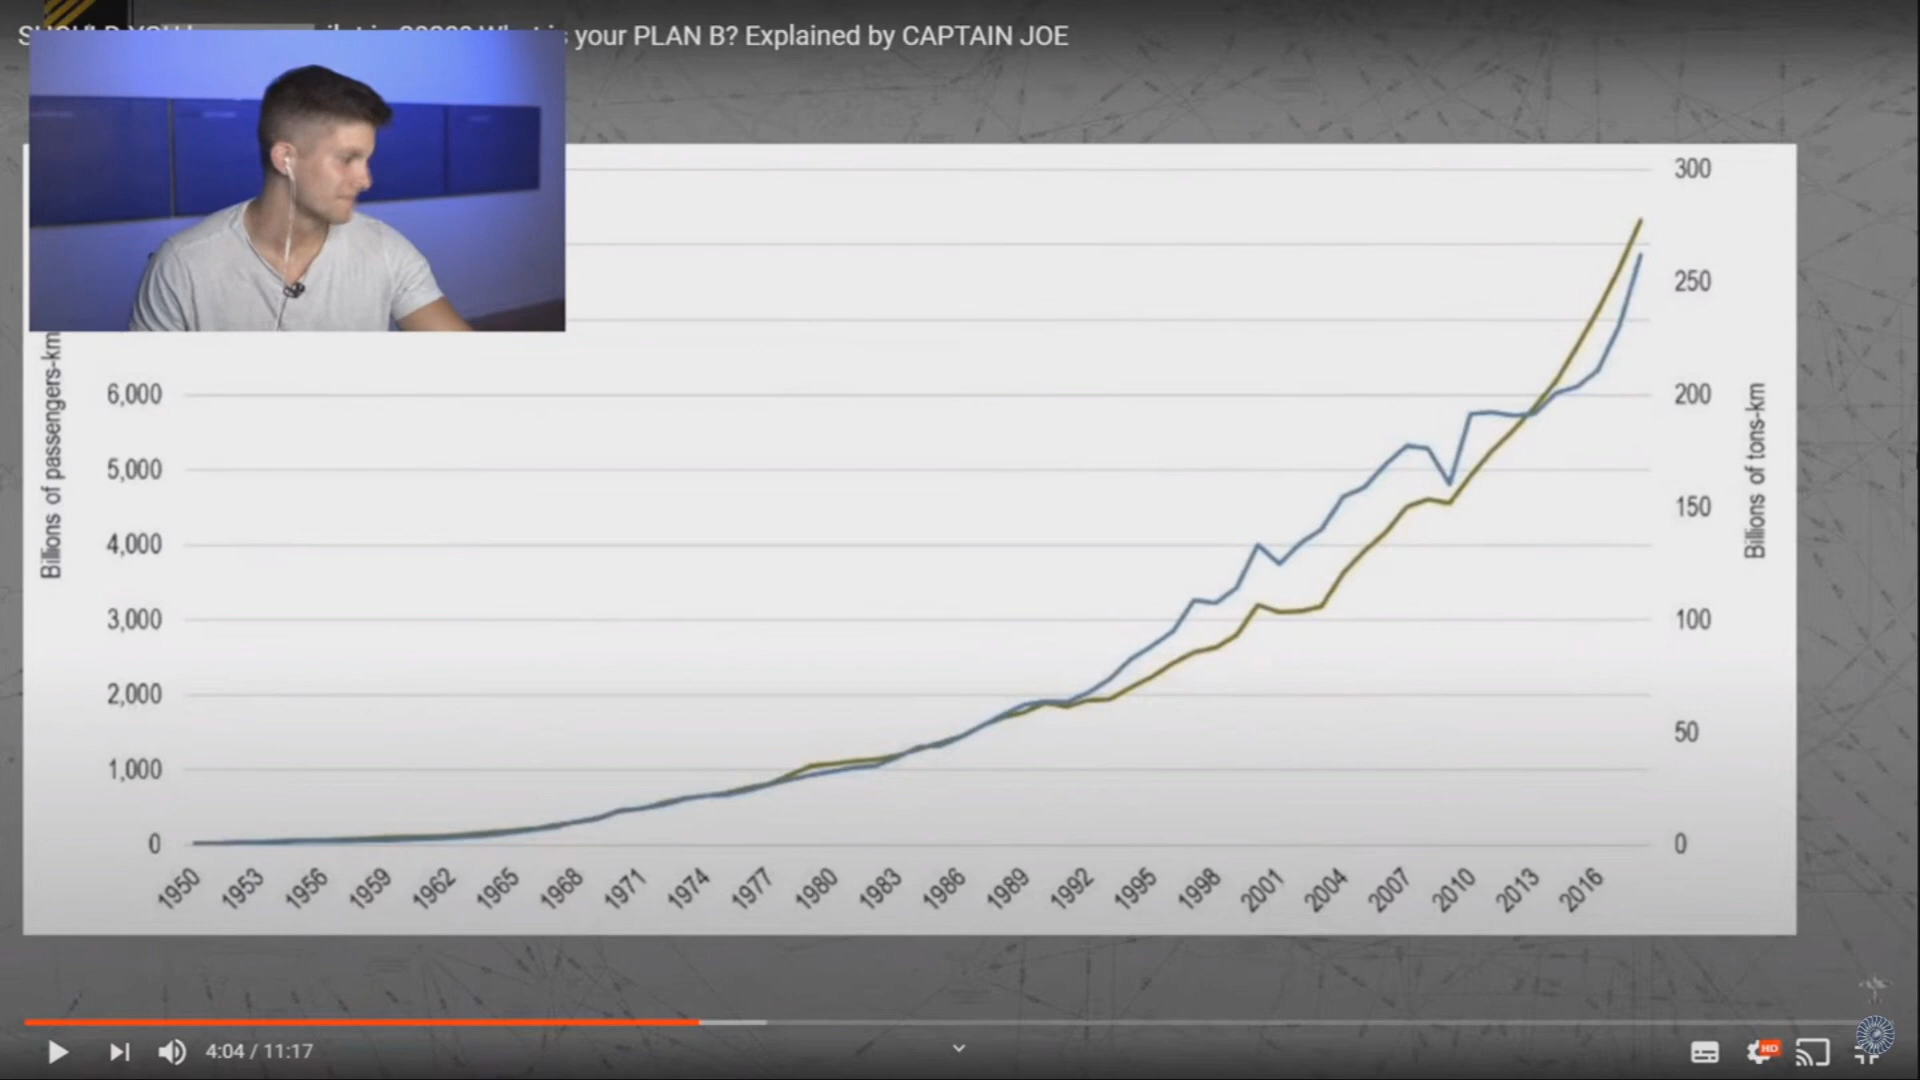 your PLAN B? Explained by CAPTAIN JOE
300
250
200
150
100
50
0
Billions of tons-km
Billions of passengers-km
6,000
5,000
4,000
3,000
2,000
1,000
0
1950 1953 1956 1959 1962 1965 1968 1971 1974 1977 1980 1983 1986 1989 1992 1995 1998 2001 2004 2007 2010 2013 2016
4:04 / 11:17
HD